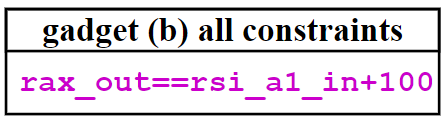 gadget (b) all constraints
rax_out==rsi_a1_in+100